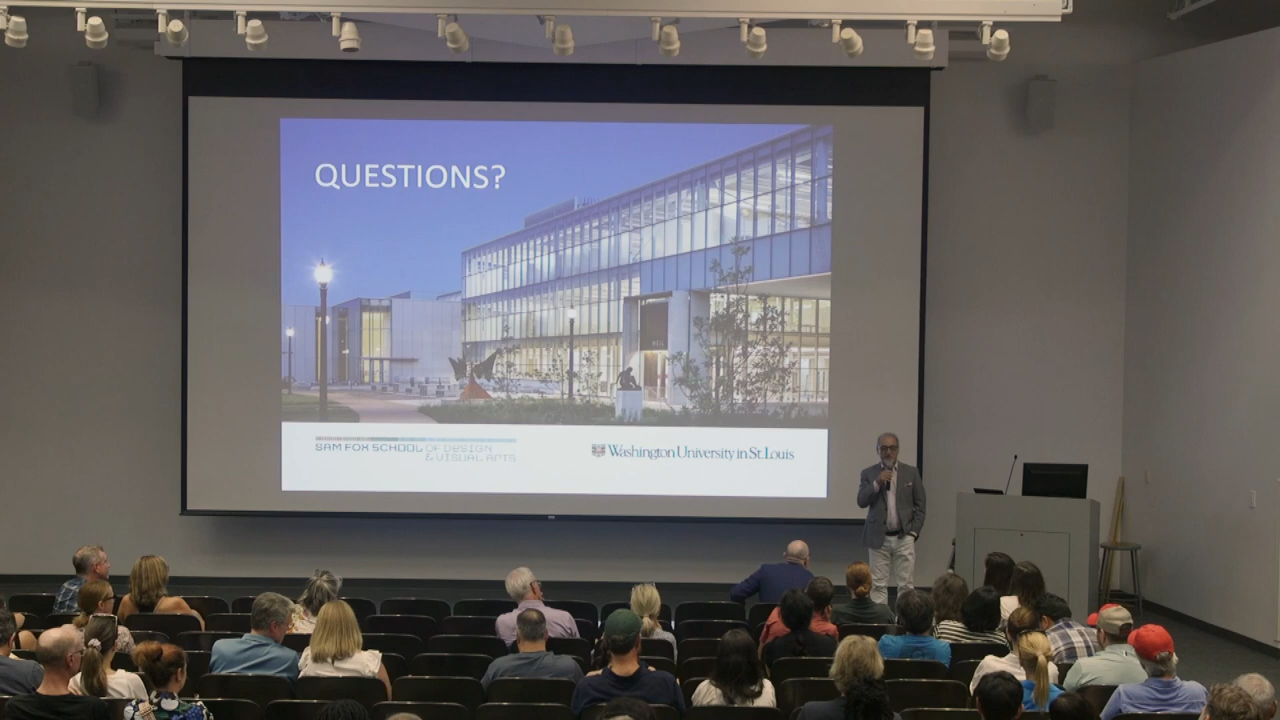 QUESTIONS?
SAM FOX SCHOOL OF DESIGN
& VISUAL ARTS
Washington University in St. Louis